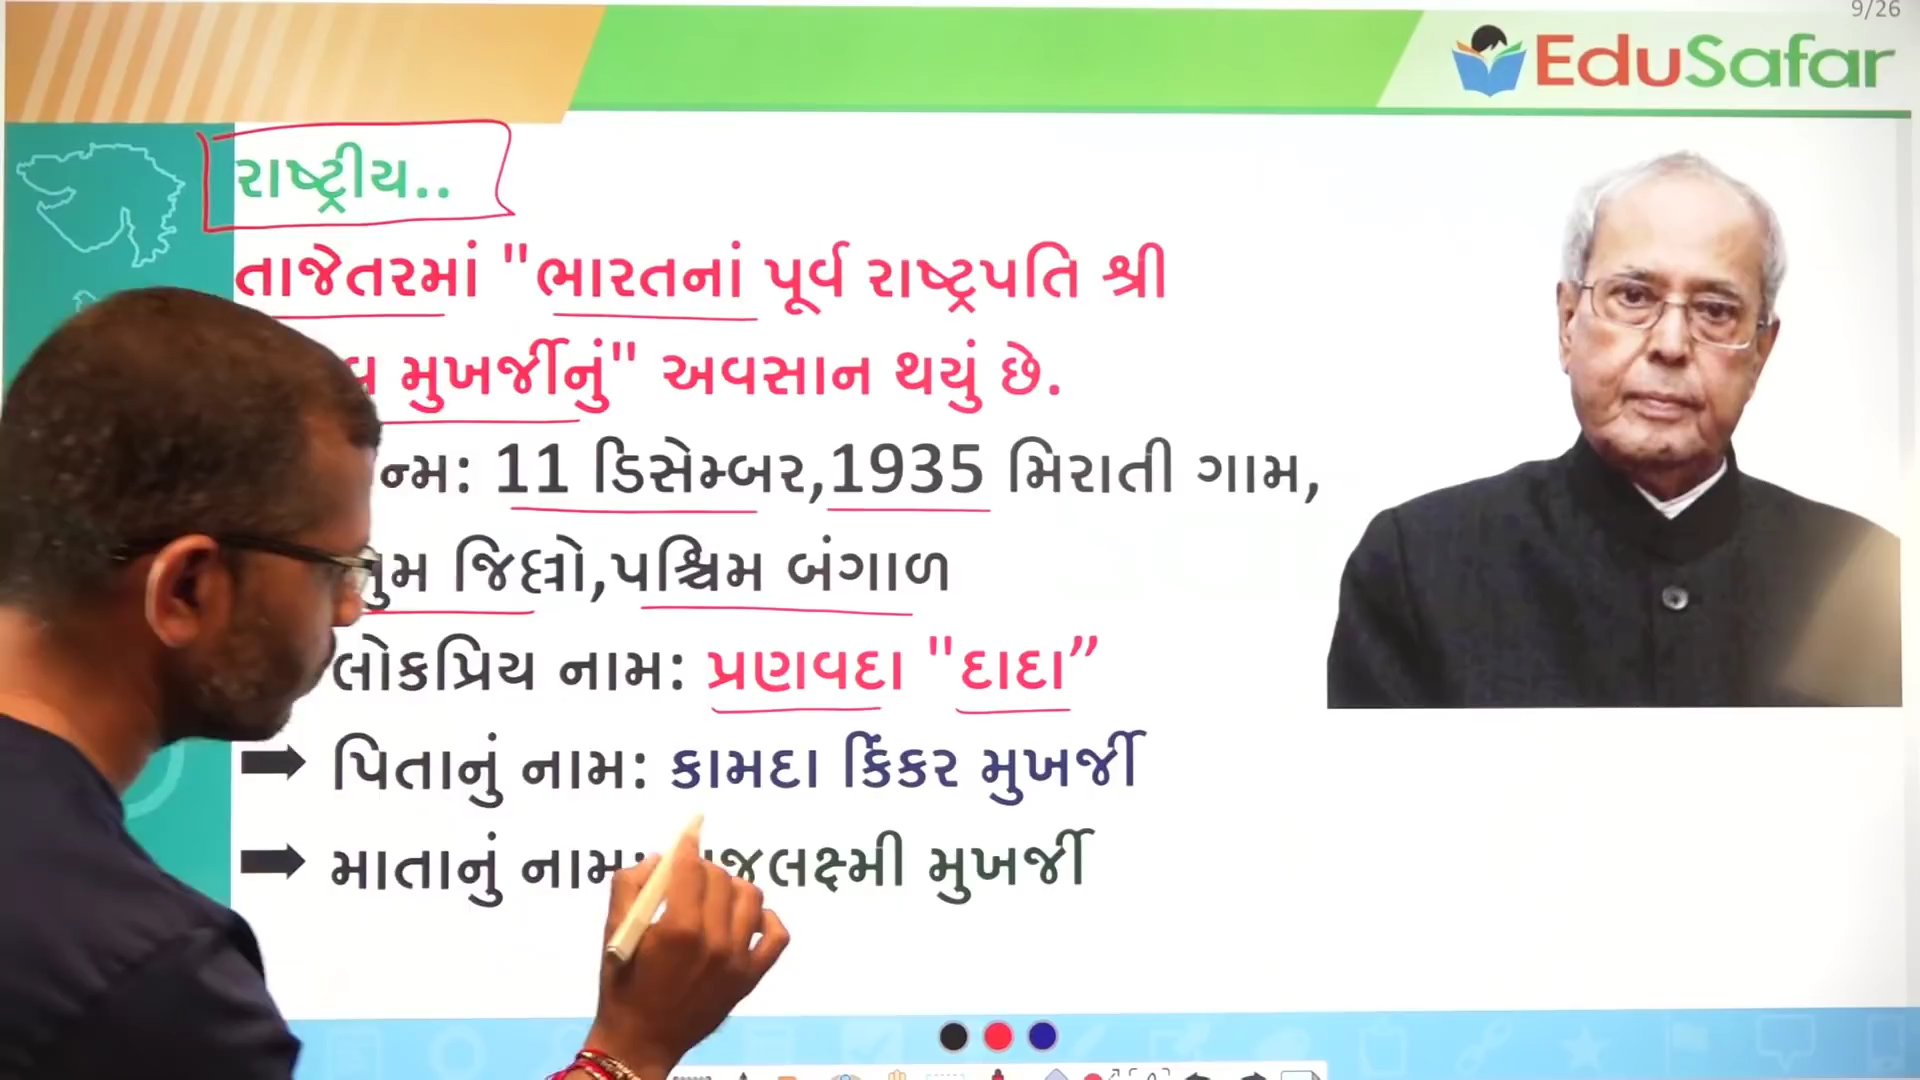 9/26
EduSafar
રાષ્ટ્રીય..
તાજેતરમાં "ભારતનાં પૂર્વ રાષ્ટ્રપતિ શ્રી
મુખર્જીનું" અવસાન થયું છે.
11 ડિસેમ્બર,1935 મિરાતી ગામ,
જિલ્લો,પશ્ચિમ બંગાળ
લોકપ્રિય નામ: પ્રણવદા "દાદા”
પિતાનું નામ: કામદા કિંકર મુખર્જી
માતાનું નામ: મુખર્જી